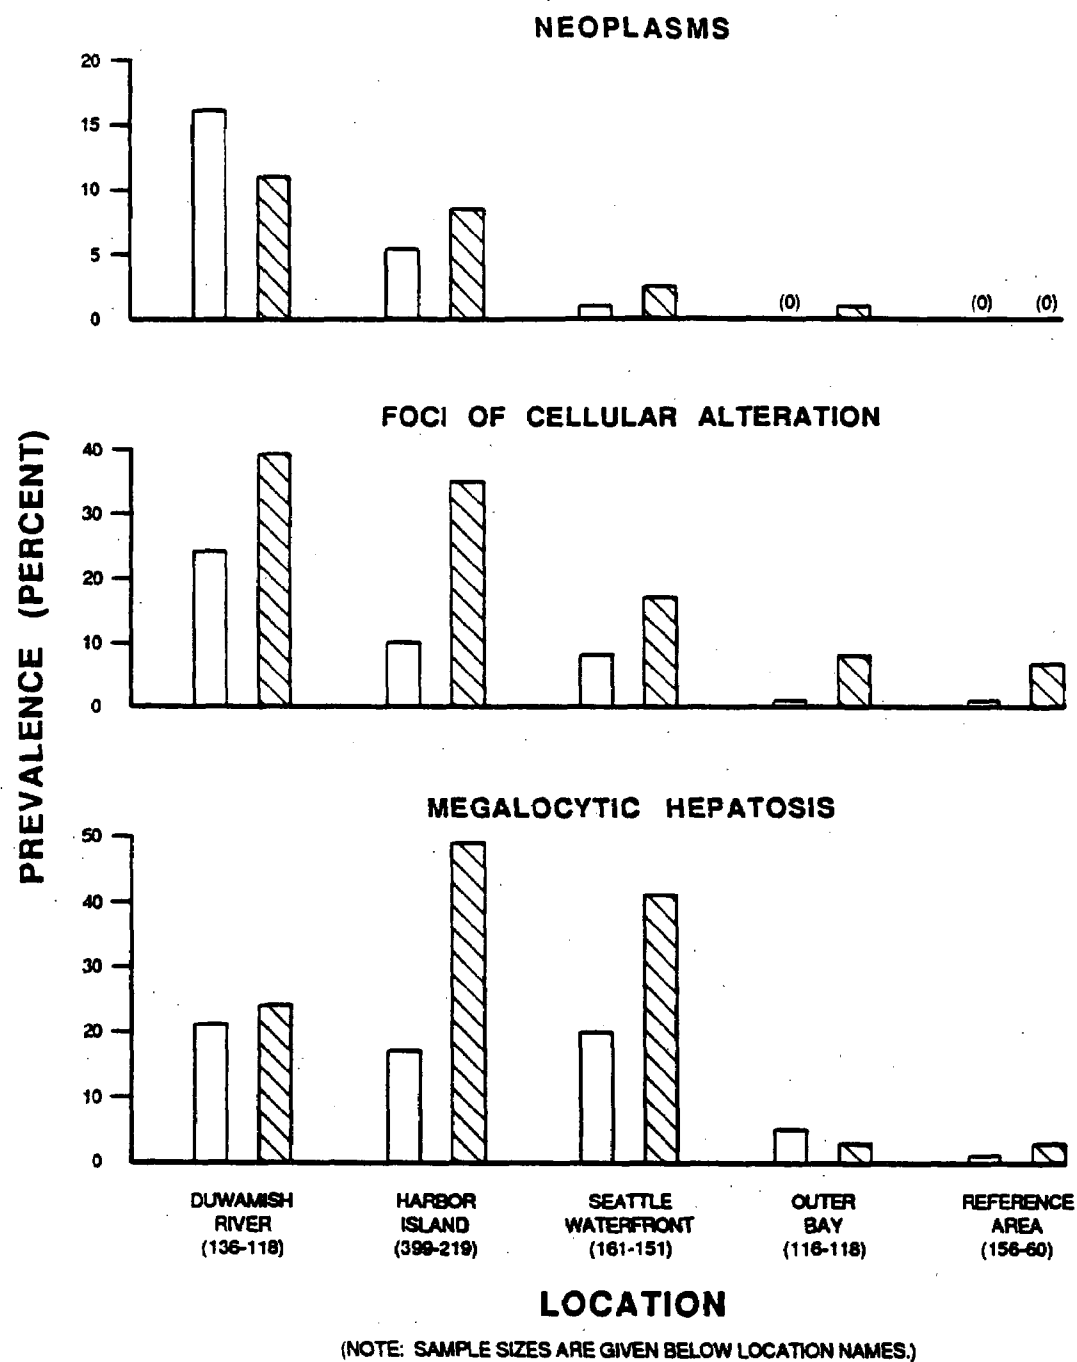 NEOPLASMS
20
15
10
5
0
(0)
(0)
(0)
FOCI OF CELLULAR ALTERATION
40
30
20
10
0
PREVALENCE (PERCENT)
MEGALOCYTIC HEPATOSIS
50
40
30
20
10
0
DUWAMISH
RIVER
(136-118)
HARBOR
ISLAND
(399-219)
SEATTLE
WATERFRONT
(161-151)
OUTER
BAY
(116-118)
REFERENCE
AREA
(156-60)
LOCATION
(NOTE: SAMPLE SIZES ARE GIVEN BELOW LOCATION NAMES.)